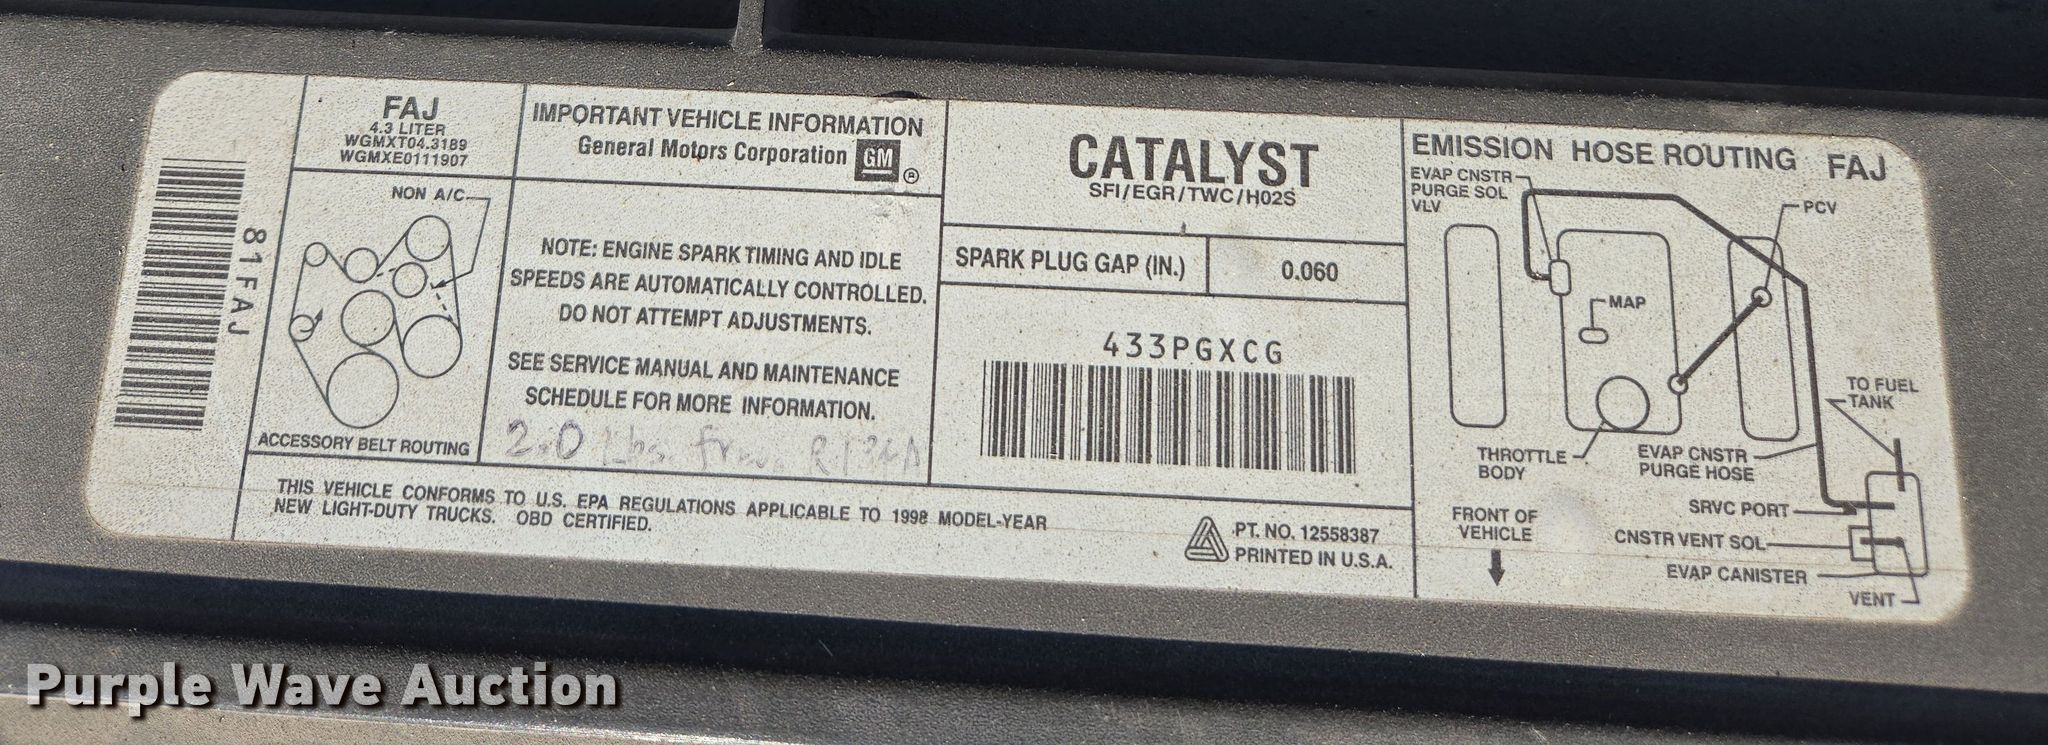 81FAJ
FAJ
4.3 LITER
WGMXT04.3189
WGMXE0111907
NON A/C
ACCESSORY BELT ROUTING
IMPORTANT VEHICLE INFORMATION
General Motors Corporation GM ®
NOTE: ENGINE SPARK TIMING AND IDLE
SPEEDS ARE AUTOMATICALLY CONTROLLED.
DO NOT ATTEMPT ADJUSTMENTS.
SEE SERVICE MANUAL AND MAINTENANCE
SCHEDULE FOR MORE INFORMATION.
2.0 Lbs. R134A
CATALYST
SFI/EGR/TWC/HO2S
SPARK PLUG GAP (IN.) 0.060
433PGXCG
THIS VEHICLE CONFORMS TO U.S. EPA REGULATIONS APPLICABLE TO 1998 MODEL-YEAR
NEW LIGHT-DUTY TRUCKS. OBD CERTIFIED.
PT. NO. 12558387
PRINTED IN U.S.A.
EMISSION HOSE ROUTING FAJ
EVAP CNSTR
PURGE SOL
VLV
PCV
MAP
TO FUEL
TANK
THROTTLE
BODY
EVAP CNSTR
PURGE HOSE
SRVC PORT
FRONT OF
VEHICLE
CNSTR VENT SOL
EVAP CANISTER
VENT
Purple Wave Auction